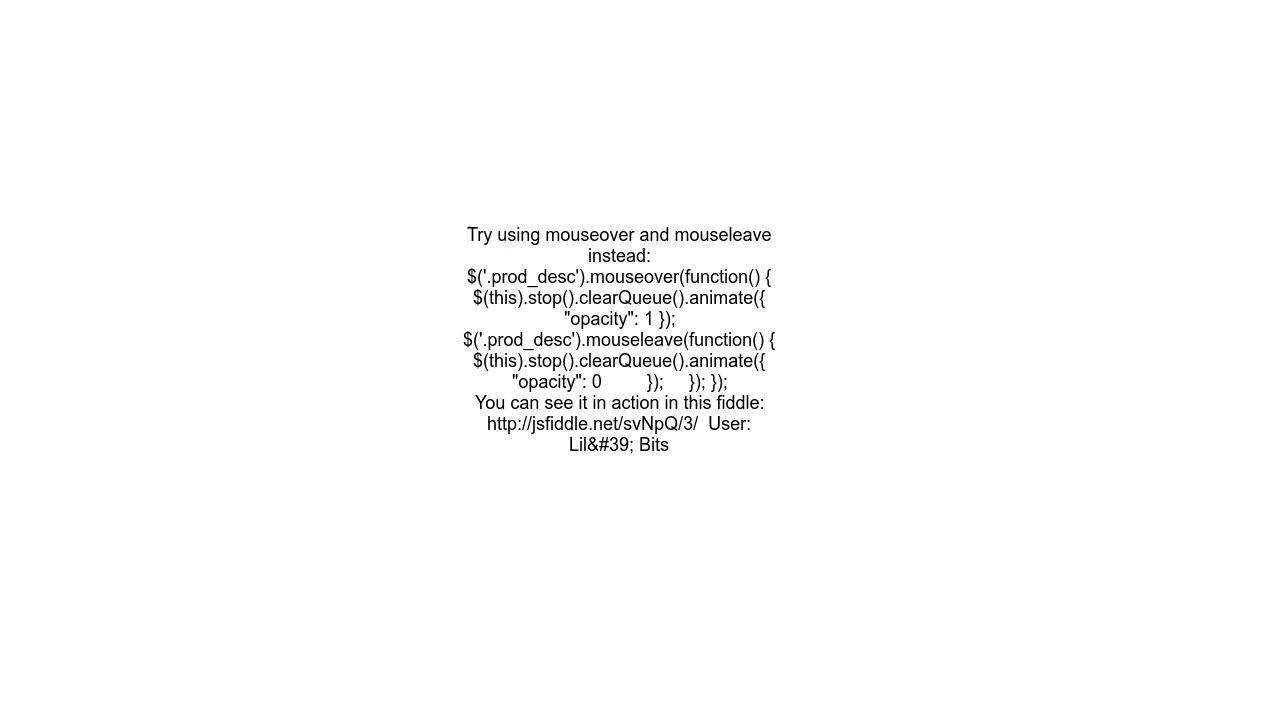 Try using mouseover and mouseleave
instead:
$('.prod_desc').mouseover(function() {
$(this).stop().clearQueue().animate({
"opacity": 1 });
$('.prod_desc').mouseleave(function() {
$(this).stop().clearQueue().animate({
"opacity": 0         });     }); });
You can see it in action in this fiddle:
http://jsfiddle.net/svNpQ/3/  User:
Lil&#39; Bits